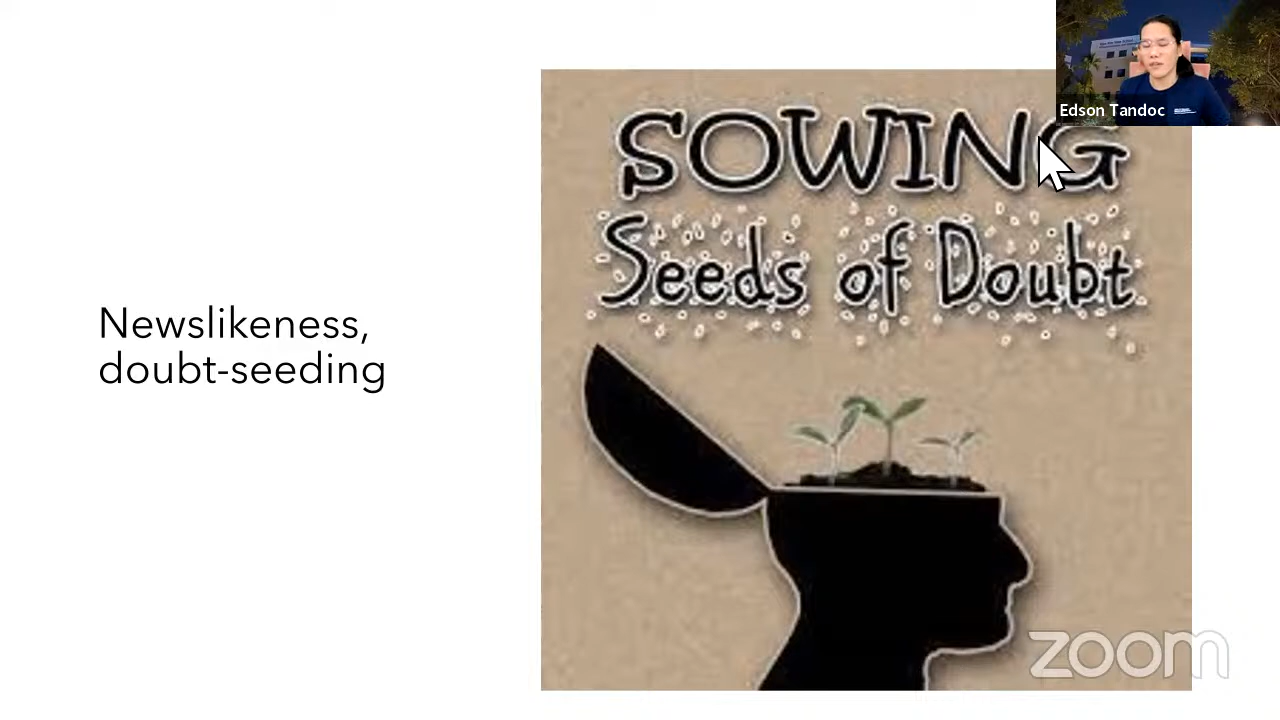 Newslikeness,
doubt-seeding
SOWING
Seeds of Doubt
Edson Tandoc
zoom